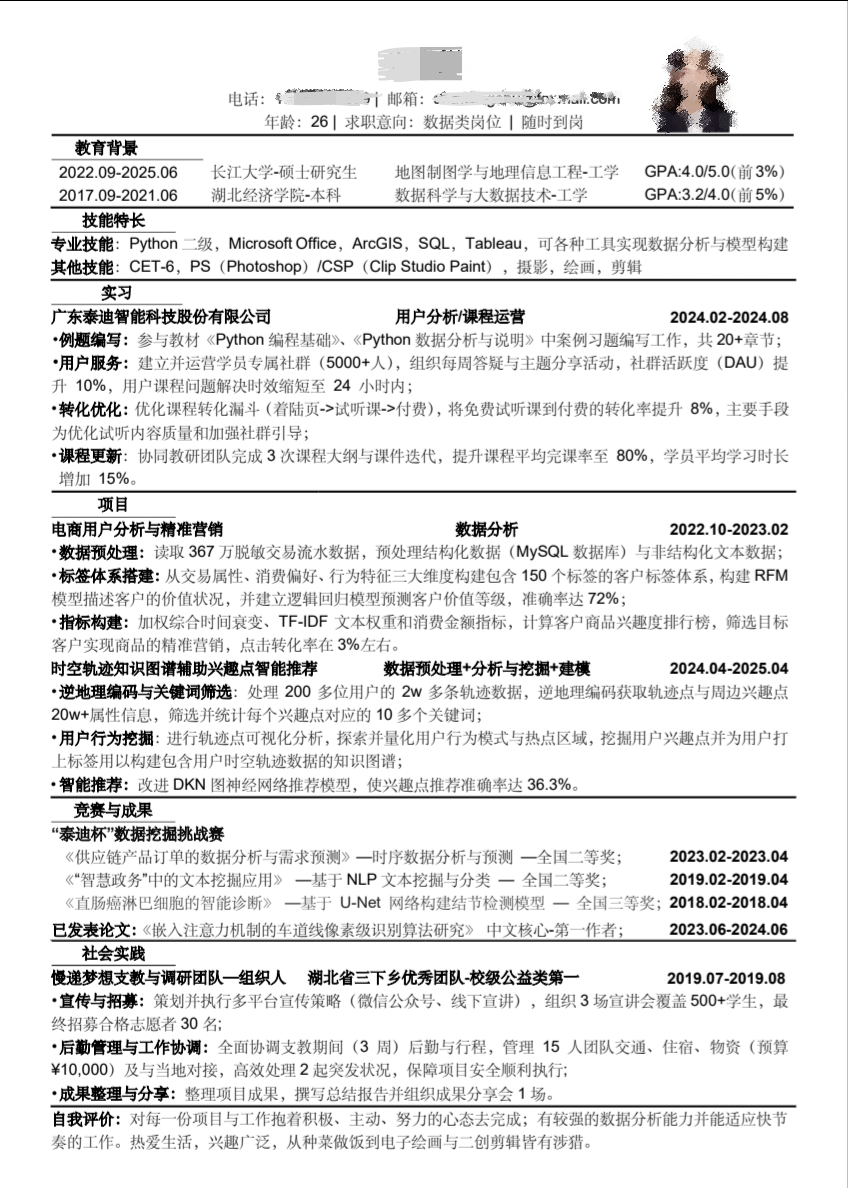 电话： | 邮箱：
年龄：26 | 求职意向：数据类岗位 | 随时到岗
教育背景
2022.09-2025.06 长江大学-硕士研究生 地图制图学与地理信息工程-工学 GPA:4.0/5.0(前3%)
2017.09-2021.06 湖北经济学院-本科 数据科学与大数据技术-工学 GPA:3.2/4.0(前5%)
技能特长
专业技能：Python 二级，Microsoft Office，ArcGIS，SQL，Tableau，可各种工具实现数据分析与模型构建
其他技能：CET-6，PS（Photoshop）/CSP（Clip Studio Paint），摄影，绘画，剪辑
实习
广东泰迪智能科技股份有限公司 用户分析/课程运营 2024.02-2024.08
•例题编写：参与教材《Python 编程基础》、《Python 数据分析与说明》中案例习题编写工作，共 20+章节；
•用户服务：建立并运营学员专属社群（5000+人），组织每周答疑与主题分享活动，社群活跃度（DAU）提
升 10%，用户课程问题解决时效缩短至 24 小时内；
•转化优化：优化课程转化漏斗（着陆页->试听课->付费），将免费试听课到付费的转化率提升 8%，主要手段
为优化试听内容质量和加强社群引导；
•课程更新：协同教研团队完成 3 次课程大纲与课件迭代，提升课程平均完课率至 80%，学员平均学习时长
增加 15%。
项目
电商用户分析与精准营销 数据分析 2022.10-2023.02
•数据预处理：读取 367 万脱敏交易流水数据，预处理结构化数据（MySQL 数据库）与非结构化文本数据；
•标签体系搭建：从交易属性、消费偏好、行为特征三大维度构建包含 150 个标签的客户标签体系，构建 RFM
模型描述客户的价值状况，并建立逻辑回归模型预测客户价值等级，准确率达 72%；
•指标构建：加权综合时间衰变、TF-IDF 文本权重和消费金额指标，计算客户商品兴趣度排行榜，筛选目标
客户实现商品的精准营销，点击转化率在 3%左右。
时空轨迹知识图谱辅助兴趣点智能推荐 数据预处理+分析与挖掘+建模 2024.04-2025.04
•逆地理编码与关键词筛选：处理 200 多位用户的 2w 多条轨迹数据，逆地理编码获取轨迹点与周边兴趣点
20w+属性信息，筛选并统计每个兴趣点对应的 10 多个关键词；
•用户行为挖掘：进行轨迹点可视化分析，探索并量化用户行为模式与热点区域，挖掘用户兴趣点并为用户打
上标签用以构建包含用户时空轨迹数据的知识图谱；
•智能推荐：改进 DKN 图神经网络推荐模型，使兴趣点推荐准确率达 36.3%。
竞赛与成果
“泰迪杯”数据挖掘挑战赛
《供应链产品订单的数据分析与需求预测》—时序数据分析与预测 —全国二等奖； 2023.02-2023.04
《“智慧政务”中的文本挖掘应用》 —基于 NLP 文本挖掘与分类 — 全国二等奖； 2019.02-2019.04
《直肠癌淋巴细胞的智能诊断》 —基于 U-Net 网络构建结节检测模型 — 全国三等奖； 2018.02-2018.04
已发表论文：《嵌入注意力机制的车道线像素级识别算法研究》 中文核心-第一作者； 2023.06-2024.06
社会实践
慢递梦想支教与调研团队—组织人 湖北省三下乡优秀团队-校级公益类第一 2019.07-2019.08
•宣传与招募：策划并执行多平台宣传策略（微信公众号、线下宣讲），组织 3 场宣讲会覆盖 500+学生，最
终招募合格志愿者 30 名;
•后勤管理与工作协调：全面协调支教期间（3 周）后勤与行程，管理 15 人团队交通、住宿、物资（预算
¥10,000）及与当地对接，高效处理 2 起突发状况，保障项目安全顺利执行;
•成果整理与分享：整理项目成果，撰写总结报告并组织成果分享会 1 场。
自我评价：对每一份项目与工作抱着积极、主动、努力的心态去完成；有较强的数据分析能力并能适应快节
奏的工作。热爱生活，兴趣广泛，从种菜做饭到电子绘画与二创剪辑皆有涉猎。